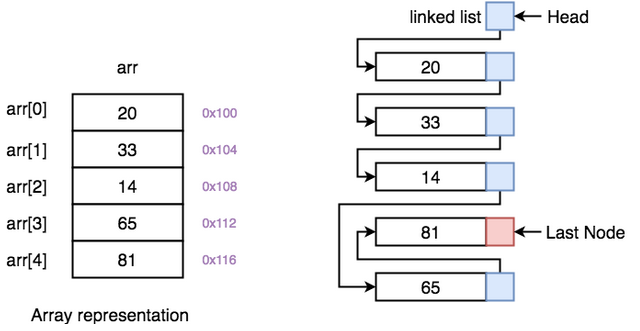 linked list
Head
arr
20
arr[0] 20 0x100
33
arr[1] 33 0x104
14
arr[2] 14 0x108
arr[3] 65 0x112
81
Last Node
arr[4] 81 0x116
65
Array representation